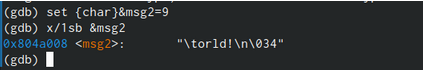 (gdb) set {char}&msg2=9
(gdb) x/1sb &msg2
0x804a008 <msg2>:       "\torld!\n\034"
(gdb)